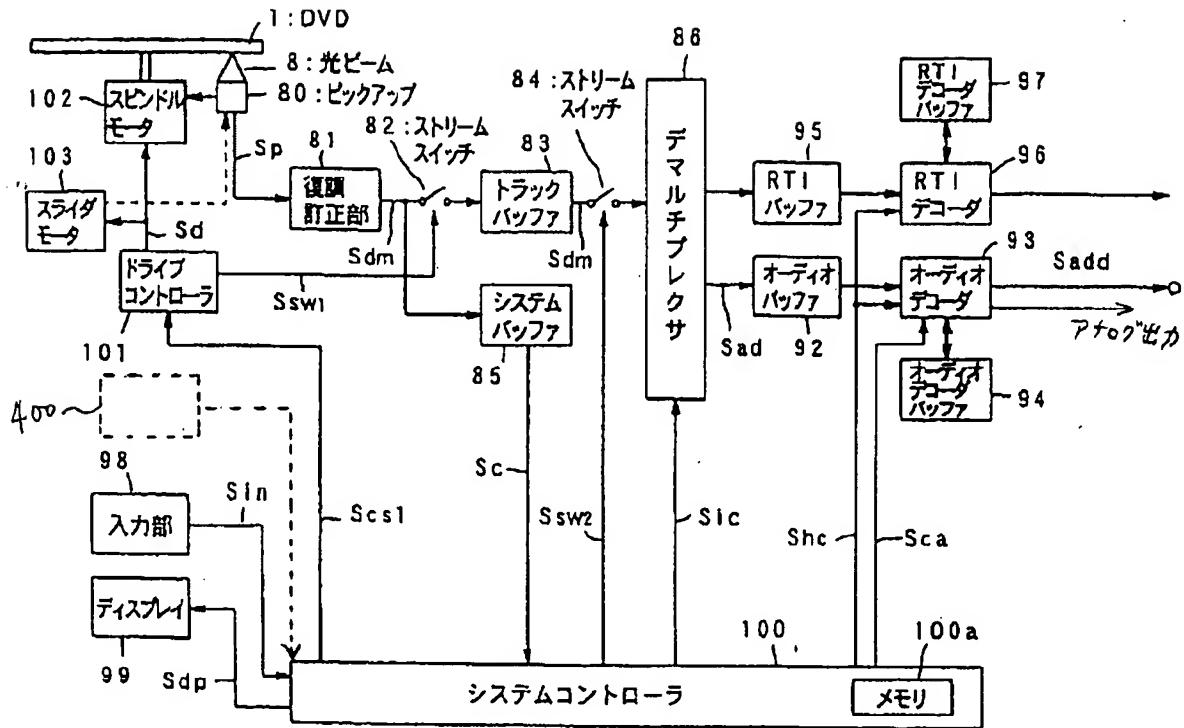 1:DVD
8:光ビーム
80:ピックアップ
102
スピンドル
モータ
103
スライダ
モータ
Sd
ドライブ
コントローラ
101
Sp
81
復調
訂正部
Sdm
82:ストリーム
スイッチ
Ssw1
83
トラック
バッファ
Sdm
84:ストリーム
スイッチ
システム
バッファ
85
86
デマルチプレクサ
95
RTI
バッファ
97
RTI
デコーダ
バッファ
96
RTI
デコーダ
Sad
オーディオ
バッファ
92
93
オーディオ
デコーダ
Sadd
アナログ出力
オーディオ
デコーダ
バッファ
94
400
98
入力部
Sin
ディスプレイ
99
Sdp
Scs1
Sc
Ssw2
Sic
Shc
Sca
100
100a
システムコントローラ
メモリ